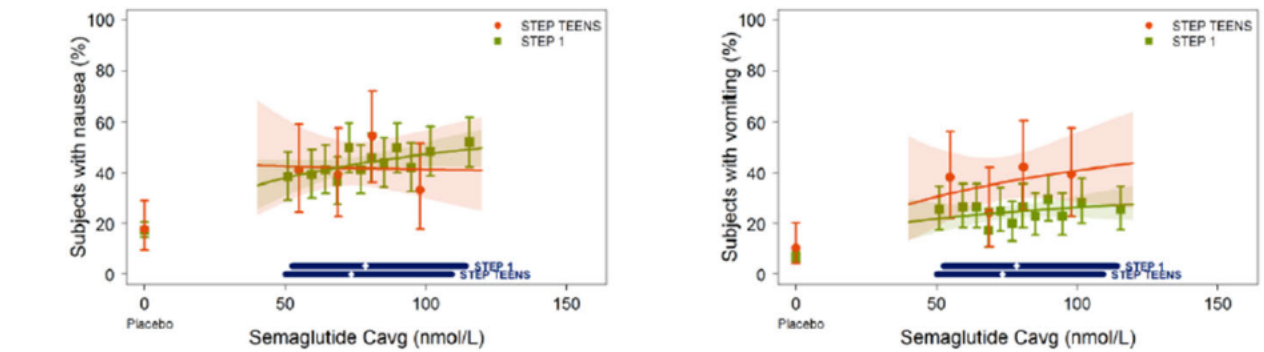 Subjects with nausea (%)
100
80
60
40
20
0
STEP TEENS
STEP 1
STEP 1
STEP TEENS
0
50
100
150
Placebo
Semaglutide Cavg (nmol/L)
Subjects with vomiting (%)
100
80
60
40
20
0
STEP TEENS
STEP 1
STEP 1
STEP TEENS
0
50
100
150
Placebo
Semaglutide Cavg (nmol/L)